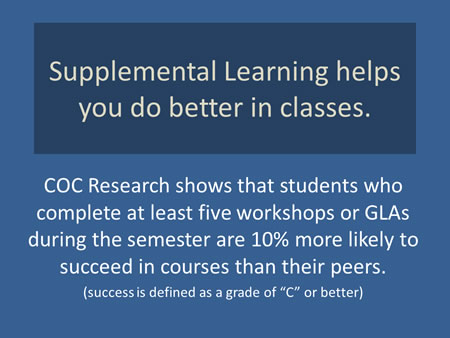 Supplemental Learning helps
you do better in classes.
COC Research shows that students who
complete at least five workshops or GLAs
during the semester are 10% more likely to
succeed in courses than their peers.
(success is defined as a grade of “C” or better)